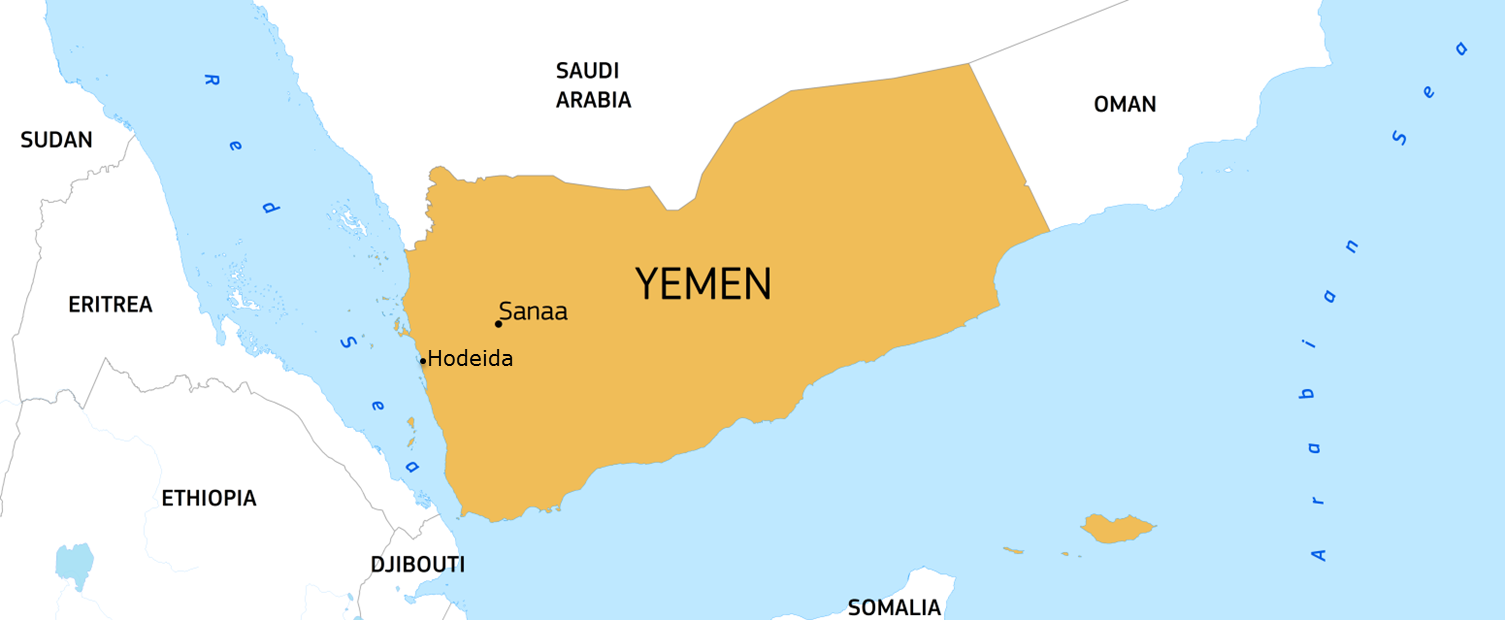 Red Sea
SAUDI
ARABIA
OMAN
SUDAN
Arabian Sea
YEMEN
ERITREA
Sanaa
Hodeida
ETHIOPIA
DJIBOUTI
SOMALIA